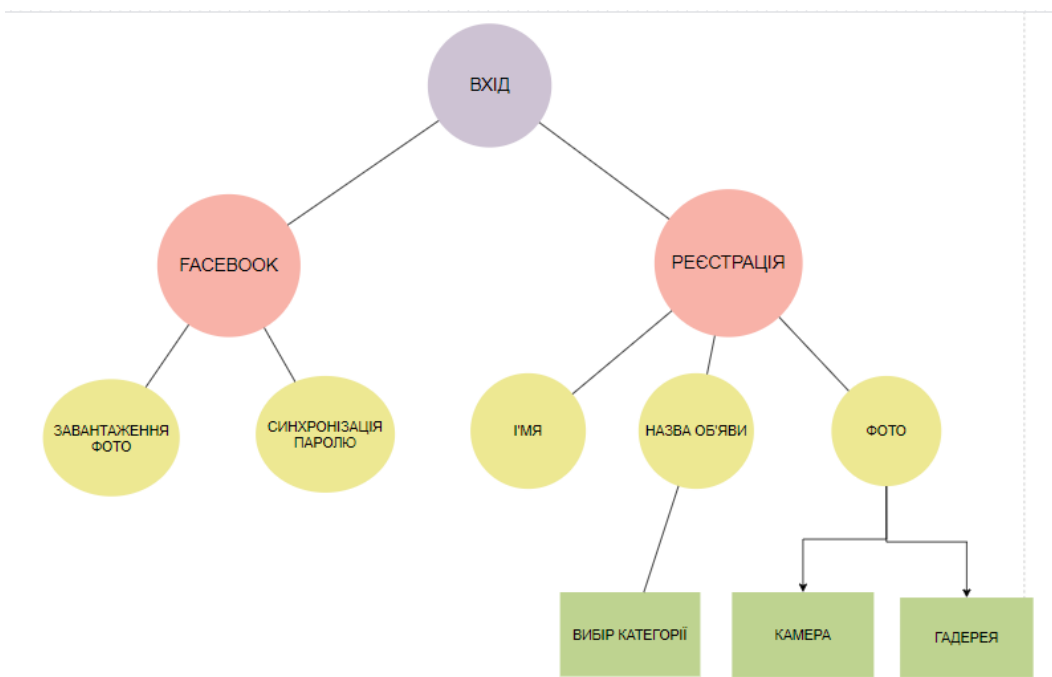 ВХІД
FACEBOOK
РЕЄСТРАЦІЯ
ЗАВАНТАЖЕННЯ
ФОТО
СИНХРОНІЗАЦІЯ
ПАРОЛЮ
І'МЯ
НАЗВА ОБ'ЯВИ
ФОТО
ВИБІР КАТЕГОРІЇ
КАМЕРА
ГАДЕРЕЯ